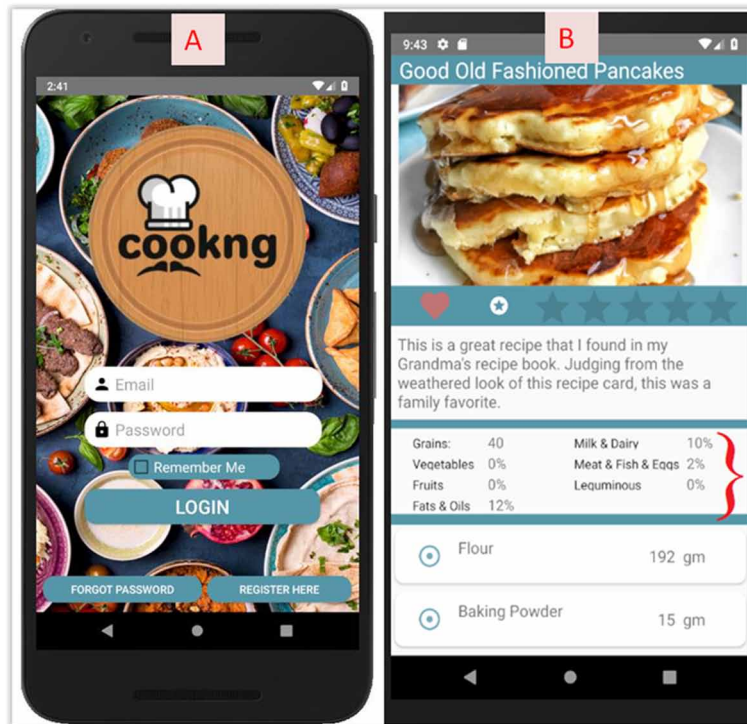 A
2:41
cookng
Email
Password
Remember Me
LOGIN
FORGOT PASSWORD
REGISTER HERE
B
9:43
Good Old Fashioned Pancakes
This is a great recipe that I found in my
Grandma's recipe book. Judging from the
weathered look of this recipe card, this was a
family favorite.
Grains: 40 Milk & Dairy 10%
Vegetables 0% Meat & Fish & Eggs 2%
Fruits 0% Leguminous 0%
Fats & Oils 12%
Flour 192 gm
Baking Powder 15 gm